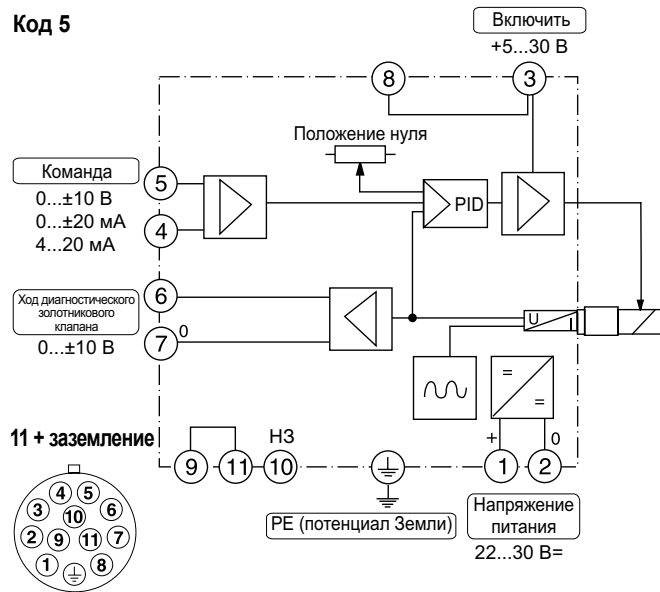 Код 5
Включить
+5...30 В
8
3
Положение нуля
Команда
0...±10 В
0...±20 мА
4...20 мА
5
4
PID
Ход диагностического
золотникового
клапана
0...±10 В
6
7
0
U
I
=
=
11 + заземление
9
11
НЗ
10
+
0
1
2
PE (потенциал Земли)
Напряжение
питания
22...30 В=
4
5
3
10
6
2
9
11
7
1
8